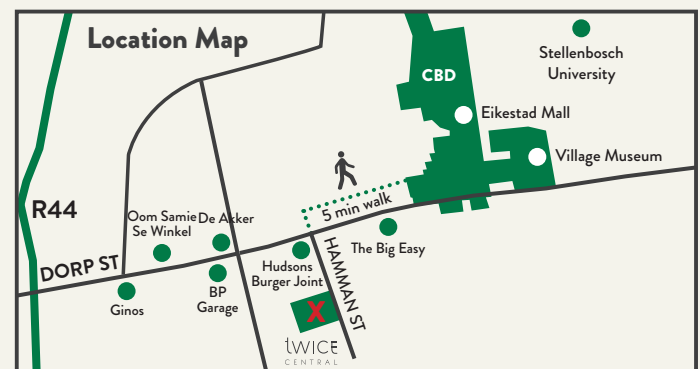 Location Map
Stellenbosch
University
CBD
Eikestad Mall
Village Museum
R44
Oom Samie
Se Winkel
De Akker
5 min walk
DORP ST
The Big Easy
Hudsons
Burger Joint
HAMMAN ST
BP
Garage
Ginos
X
twice
CENTRAL